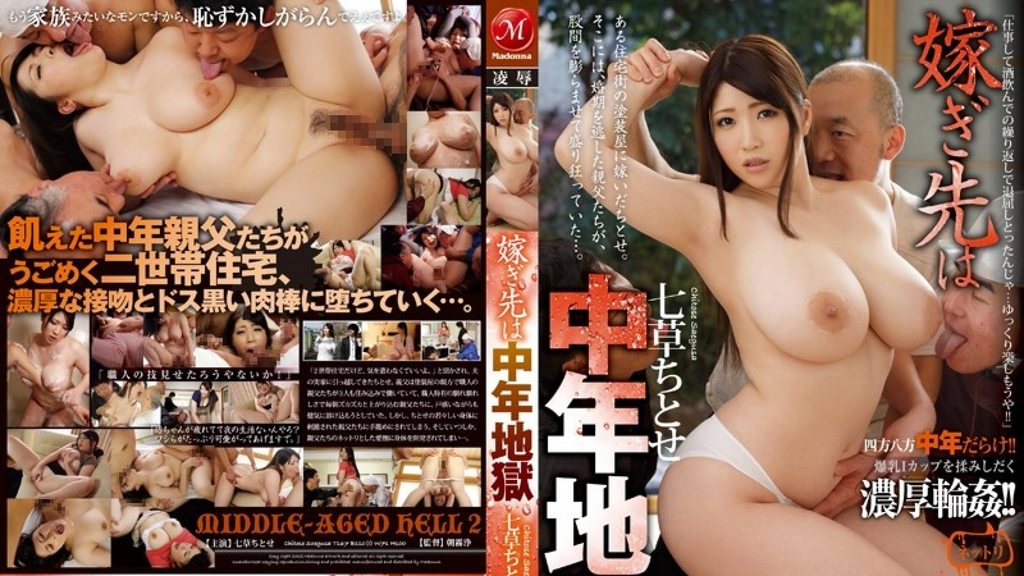 もう家族みたいなモンですから、恥ずかしがらんでええですよ。
飢えた中年親父たちが
うごめく二世帯住宅、
濃厚な接吻とドス黒い肉棒に堕ちていく…。
「職人の技見せたろうやないか!」
MIDDLE-AGED HELL 2
【主演】七草ちとせ
【監督】朝霧浄
M
Madonna
凌辱
嫁ぎ先は中年地獄
七草ちとせ
ある住宅街の塗装屋に嫁いだちとせ。
そこには、婚期を逃した親父たちが、
股間を膨らませて盛り狂っていた…。
嫁ぎ先は
中年地
七草ちとせ
Chitose Saegusa
「仕事して酒飲んでの繰り返しで退屈しとったんじゃ…ゆっくり楽しもうや!!」
四方八方中年だらけ!!
爆乳Iカップを揉みしだく
濃厚輪姦!!
ネットリ